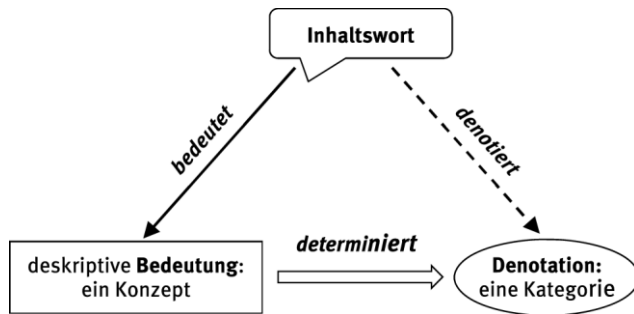 Inhaltswort
bedeutet
denotiert
determiniert
deskriptive Bedeutung:
ein Konzept
Denotation:
eine Kategorie